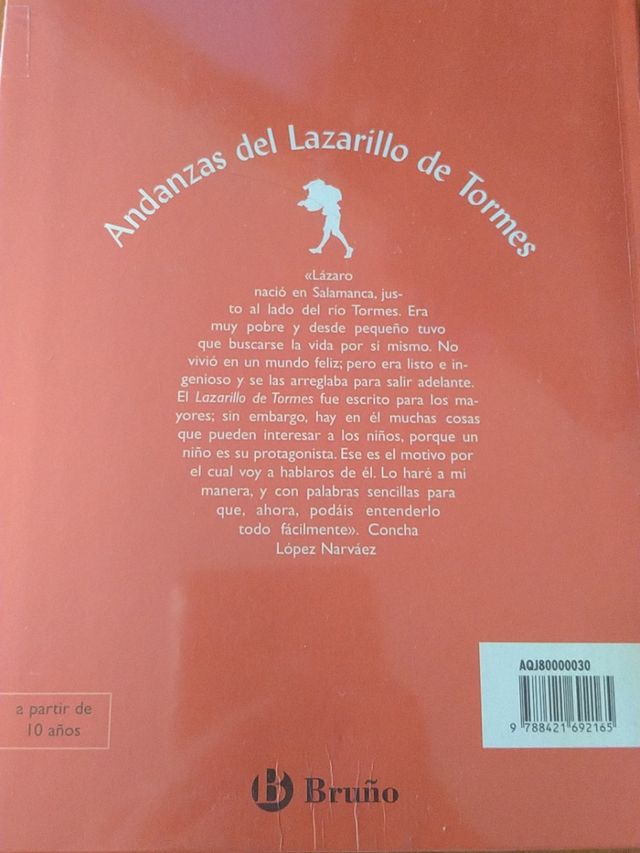 Andanzas del Lazarillo de Tormes
«Lázaro
nació en Salamanca, jus-
to al lado del río Tormes. Era
muy pobre y desde pequeño tuvo
que buscarse la vida por sí mismo. No
vivió en un mundo feliz; pero era listo e in-
genioso y se las arreglaba para salir adelante.
El Lazarillo de Tormes fue escrito para los ma-
yores; sin embargo, hay en él muchas cosas
que pueden interesar a los niños, porque un
niño es su protagonista. Ese es el motivo por
el cual voy a hablaros de él. Lo haré a mi
manera, y con palabras sencillas para
que, ahora, podáis entenderlo
todo fácilmente». Concha
López Narváez
AQJ80000030
9 788421 692165
a partir de
10 años
B Bruño